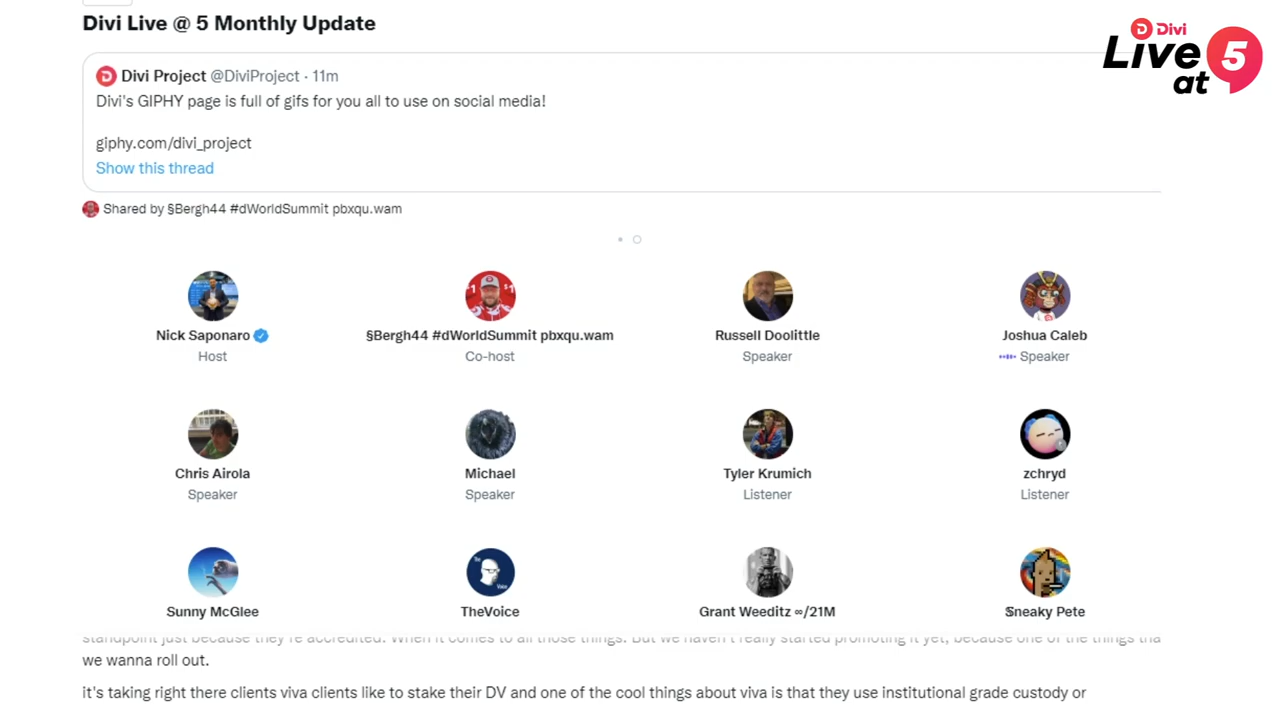 Divi Live @ 5 Monthly Update
Divi
Live
at
5
Divi Project @DiviProject · 11m
Divi's GIPHY page is full of gifs for you all to use on social media!
giphy.com/divi_project
Show this thread
Shared by §Bergh44 #dWorldSummit pbxqu.wam
Nick Saponaro
Host
§Bergh44 #dWorldSummit pbxqu.wam
Co-host
Russell Doolittle
Speaker
Joshua Caleb
Speaker
Chris Airola
Speaker
Michael
Speaker
Tyler Krumich
Listener
zchryd
Listener
Sunny McGlee
TheVoice
Grant Weeditz ∞/21M
Sneaky Pete
standpoint just because they're accredited. When it comes to all those things. But we haven't really started promoting it yet, because one of the things tha
we wanna roll out.
it's taking right there clients viva clients like to stake their DV and one of the cool things about viva is that they use institutional grade custody or